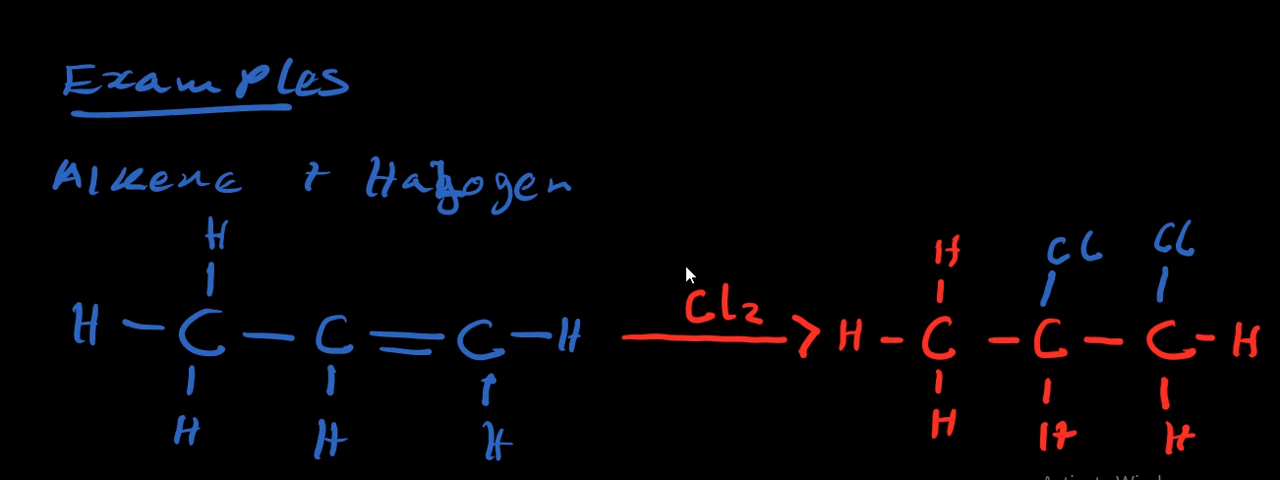 Examples
Alkene + Halogen
H H Cl Cl
Cl2
H - C - C = C - H > H - C - C - C - H
H H H H H H